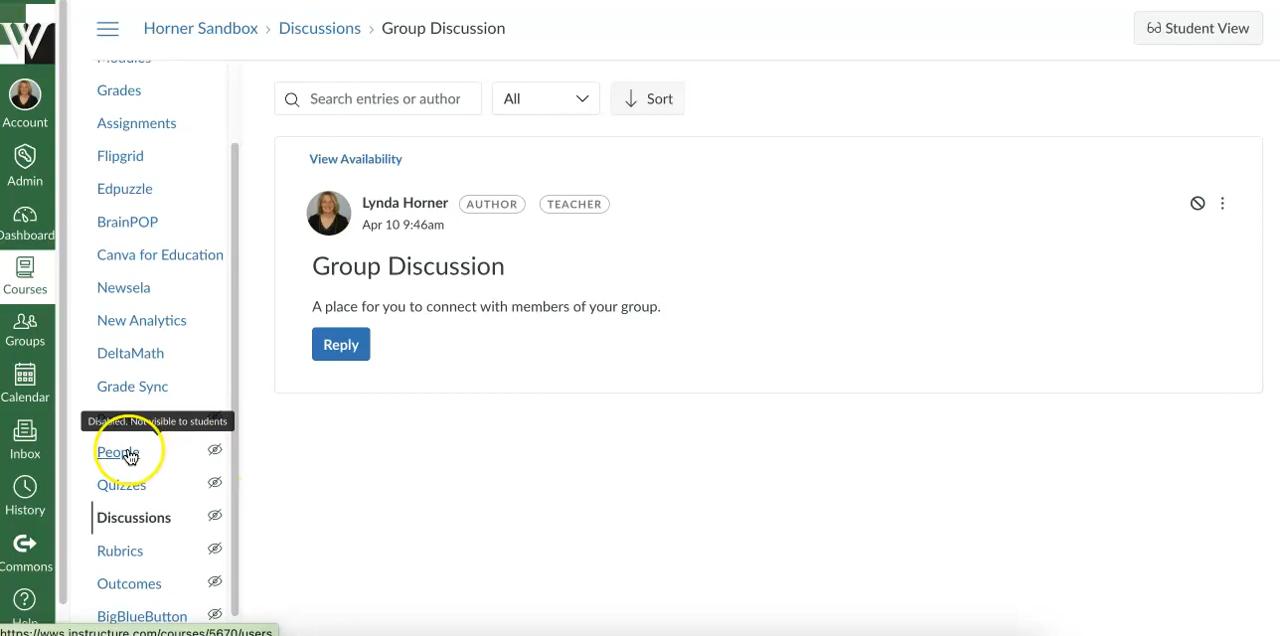 W
Horner Sandbox › Discussions › Group Discussion
Student View
Account
Admin
Dashboard
Courses
Groups
Calendar
Inbox
History
Commons
Help
Modules
Grades
Assignments
Flipgrid
Edpuzzle
BrainPOP
Canva for Education
Newsela
New Analytics
DeltaMath
Grade Sync
Disabled. Not visible to students
People
Quizzes
Discussions
Rubrics
Outcomes
BigBlueButton
https://wws.instructure.com/courses/5670/users
Search entries or author
All
Sort
View Availability
Lynda Horner AUTHOR TEACHER
Apr 10 9:46am
Group Discussion
A place for you to connect with members of your group.
Reply